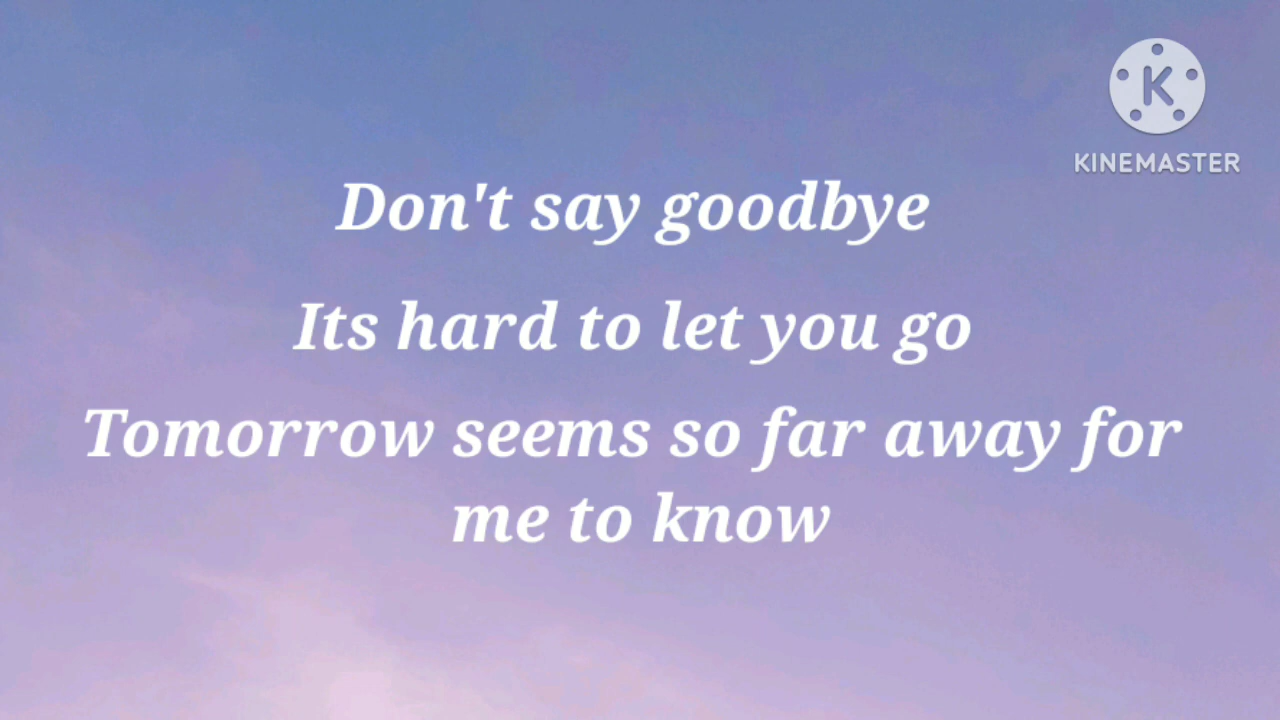 K
KINEMASTER
Don't say goodbye
Its hard to let you go
Tomorrow seems so far away for
me to know